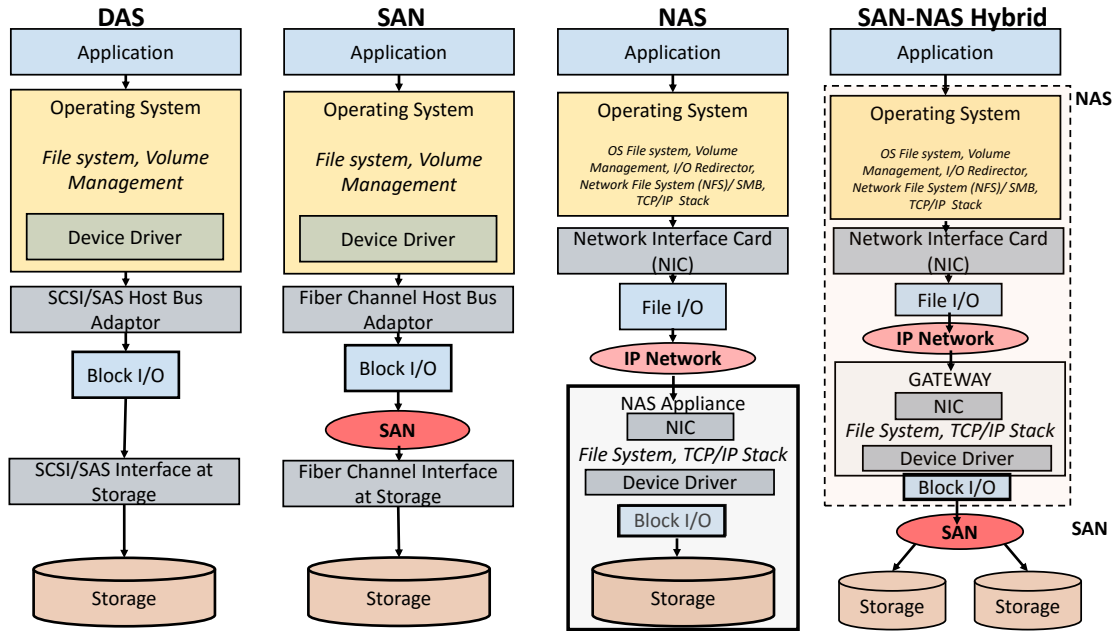 DAS
Application
Operating System
File system, Volume
Management
Device Driver
SCSI/SAS Host Bus
Adaptor
Block I/O
SCSI/SAS Interface at
Storage
Storage
SAN
Application
Operating System
File system, Volume
Management
Device Driver
Fiber Channel Host Bus
Adaptor
Block I/O
SAN
Fiber Channel Interface
at Storage
Storage
NAS
Application
Operating System
OS File system, Volume
Management, I/O Redirector,
Network File System (NFS)/ SMB,
TCP/IP Stack
Network Interface Card
(NIC)
File I/O
IP Network
NAS Appliance
NIC
File System, TCP/IP Stack
Device Driver
Block I/O
Storage
SAN-NAS Hybrid
Application
NAS
Operating System
OS File system, Volume
Management, I/O Redirector,
Network File System (NFS)/ SMB,
TCP/IP Stack
Network Interface Card
(NIC)
File I/O
IP Network
GATEWAY
NIC
File System, TCP/IP Stack
Device Driver
Block I/O
SAN
SAN
Storage
Storage